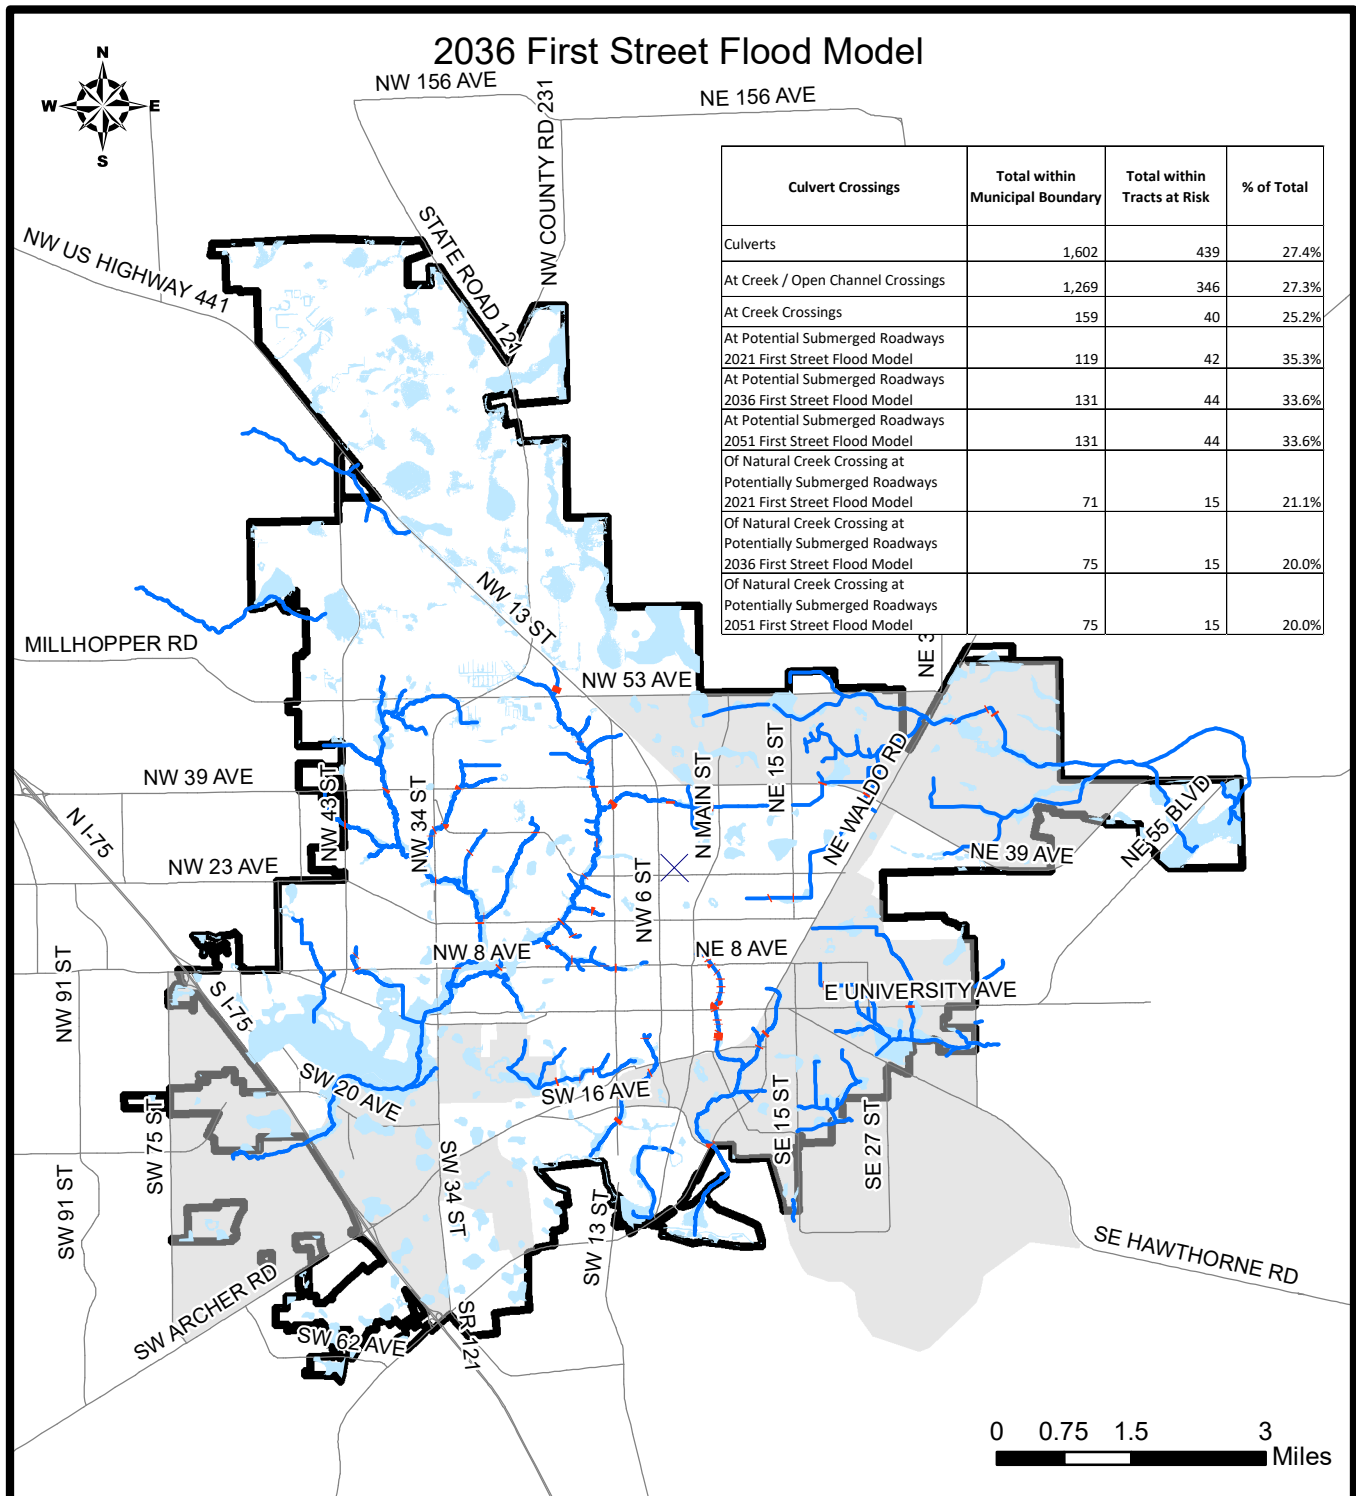 2036 First Street Flood Model
N
W E
S
NW 156 AVE
NE 156 AVE
NW COUNTY RD 231
STATE ROAD 121
NW US HIGHWAY 441
Culvert Crossings Total within Municipal Boundary Total within Tracts at Risk % of Total
Culverts 1,602 439 27.4%
At Creek / Open Channel Crossings 1,269 346 27.3%
At Creek Crossings 159 40 25.2%
At Potential Submerged Roadways
2021 First Street Flood Model 119 42 35.3%
At Potential Submerged Roadways
2036 First Street Flood Model 131 44 33.6%
At Potential Submerged Roadways
2051 First Street Flood Model 131 44 33.6%
Of Natural Creek Crossing at
Potentially Submerged Roadways
2021 First Street Flood Model 71 15 21.1%
Of Natural Creek Crossing at
Potentially Submerged Roadways
2036 First Street Flood Model 75 15 20.0%
Of Natural Creek Crossing at
Potentially Submerged Roadways
2051 First Street Flood Model 75 15 20.0%
NW 13 ST
MILLHOPPER RD
NE 3
NW 53 AVE
NW 39 AVE
NW 43 ST
NW 34 ST
N MAIN ST
NE 15 ST
NE WALDO RD
N I-75
NE 55 BLVD
NE 39 AVE
NW 23 AVE
NW 6 ST
NW 8 AVE
NE 8 AVE
NW 91 ST
S I-75
E UNIVERSITY AVE
SW 20 AVE
SW 16 AVE
SW 75 ST
SE 15 ST
SE 27 ST
SW 91 ST
SW 34 ST
SW 13 ST
SE HAWTHORNE RD
SW ARCHER RD
SW 62 AVE
SR 121
0 0.75 1.5 3
Miles